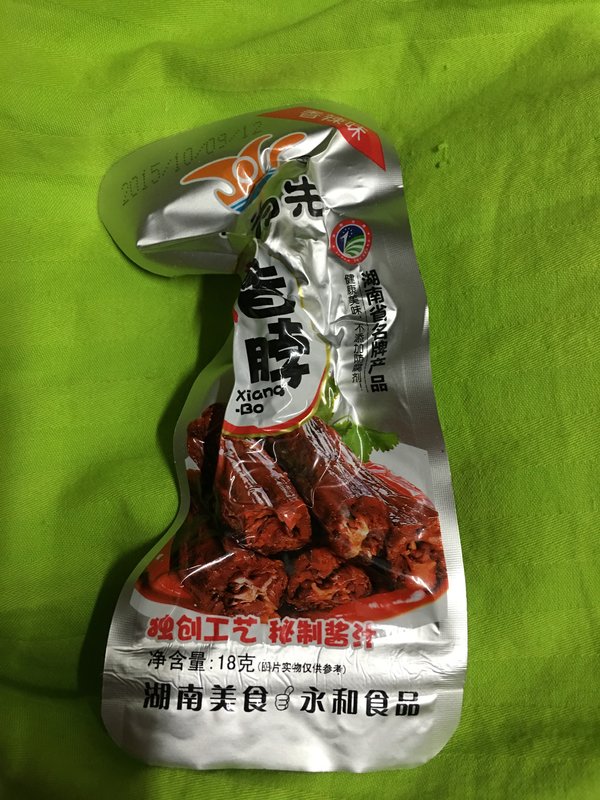 香辣味
2015/10/09/12
湖南省名牌产品
健康美味 不添加防腐剂!
香脖
Xiang
-Bo
独创工艺 秘制酱汁
净含量:18克(图片实物仅供参考)
湖南美食 永和食品